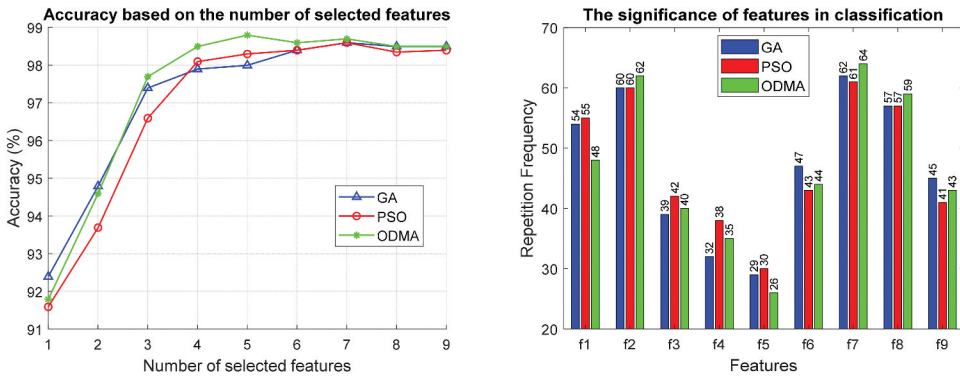 Accuracy based on the number of selected features
99
98
97
96
95
94
93
92
91
Accuracy (%)
GA
PSO
ODMA
1 2 3 4 5 6 7 8 9
Number of selected features
The significance of features in classification
80
70
60
50
40
30
20
Repetition Frequency
GA
PSO
ODMA
54 55 48
60 60 62
39 42 40
32 38 35
29 30 26
47 43 44
62 61 64
57 57 59
45 41 43
f1 f2 f3 f4 f5 f6 f7 f8 f9
Features